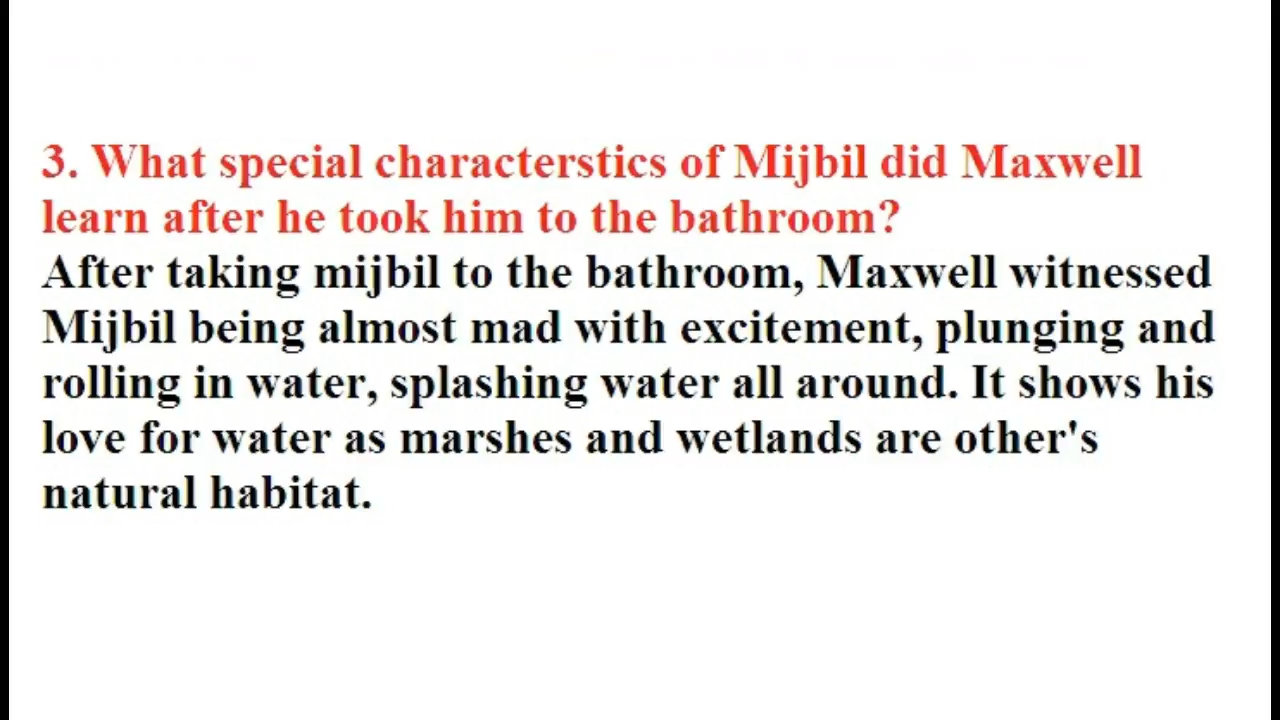 3. What special characterstics of Mijbil did Maxwell
learn after he took him to the bathroom?
After taking mijbil to the bathroom, Maxwell witnessed
Mijbil being almost mad with excitement, plunging and
rolling in water, splashing water all around. It shows his
love for water as marshes and wetlands are other's
natural habitat.